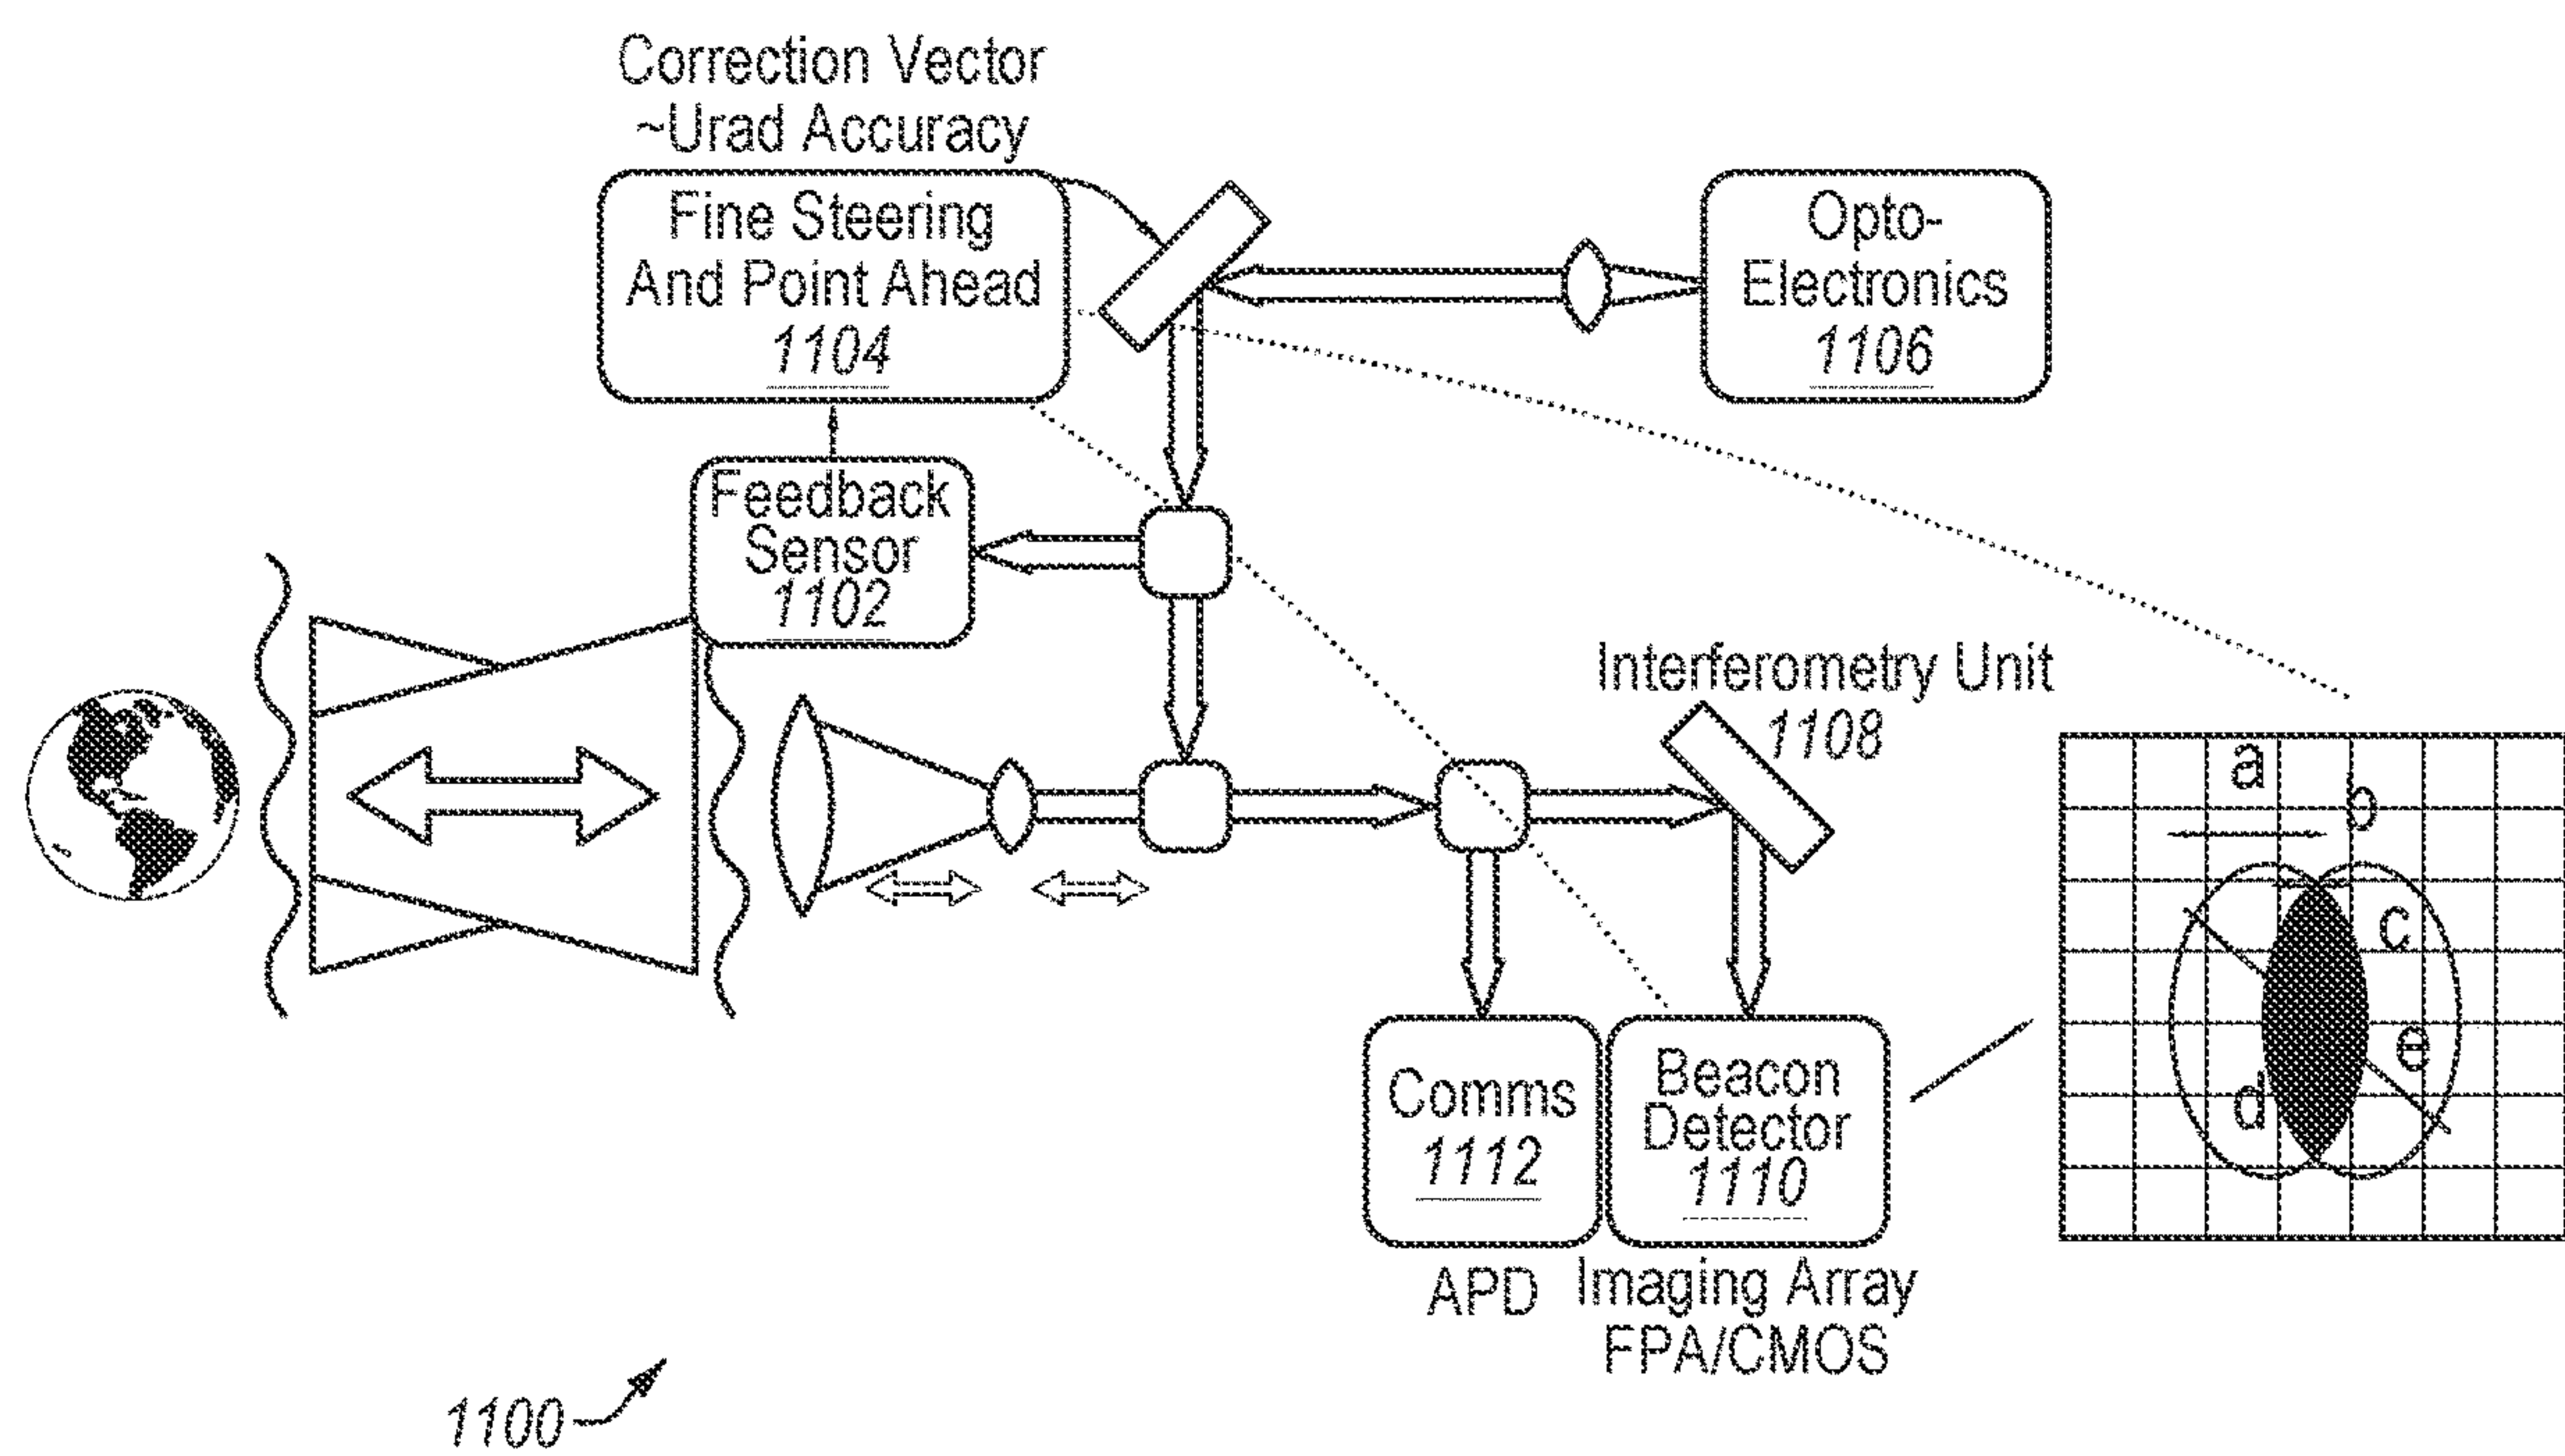 Correction Vector
~Urad Accuracy
Fine Steering
And Point Ahead
1104
Opto-
Electronics
1106
Feedback
Sensor
1102
Interferometry Unit
1108
a
b
c
d
e
Comms
1112
APD
Beacon
Detector
1110
Imaging Array
FPA/CMOS
1100